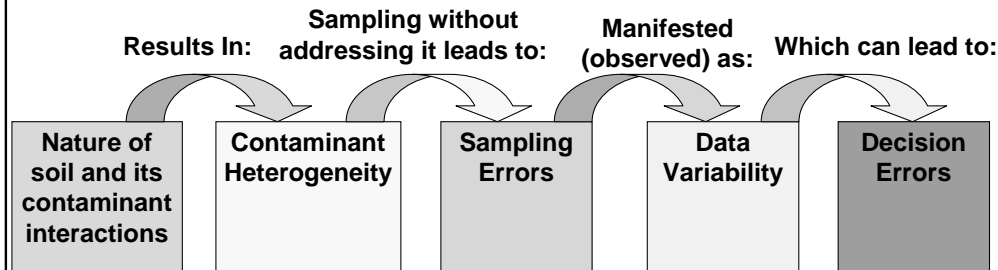 Results In:
Sampling without
addressing it leads to:
Manifested
(observed) as:
Which can lead to:
Nature of
soil and its
contaminant
interactions
Contaminant
Heterogeneity
Sampling
Errors
Data
Variability
Decision
Errors